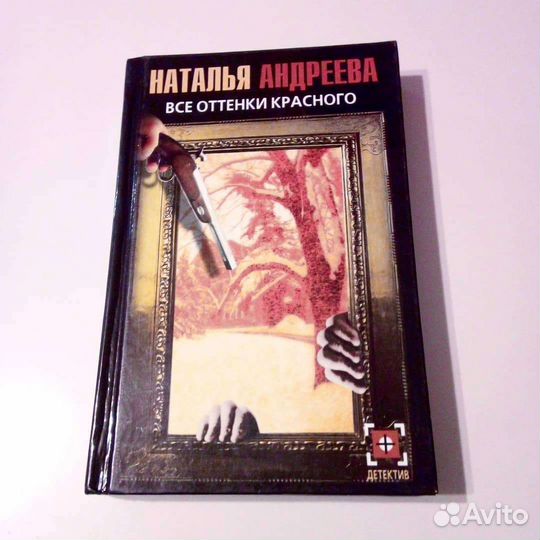 НАТАЛЬЯ АНДРЕЕВА
ВСЕ ОТТЕНКИ КРАСНОГО
ДЕТЕКТИВ
Avito